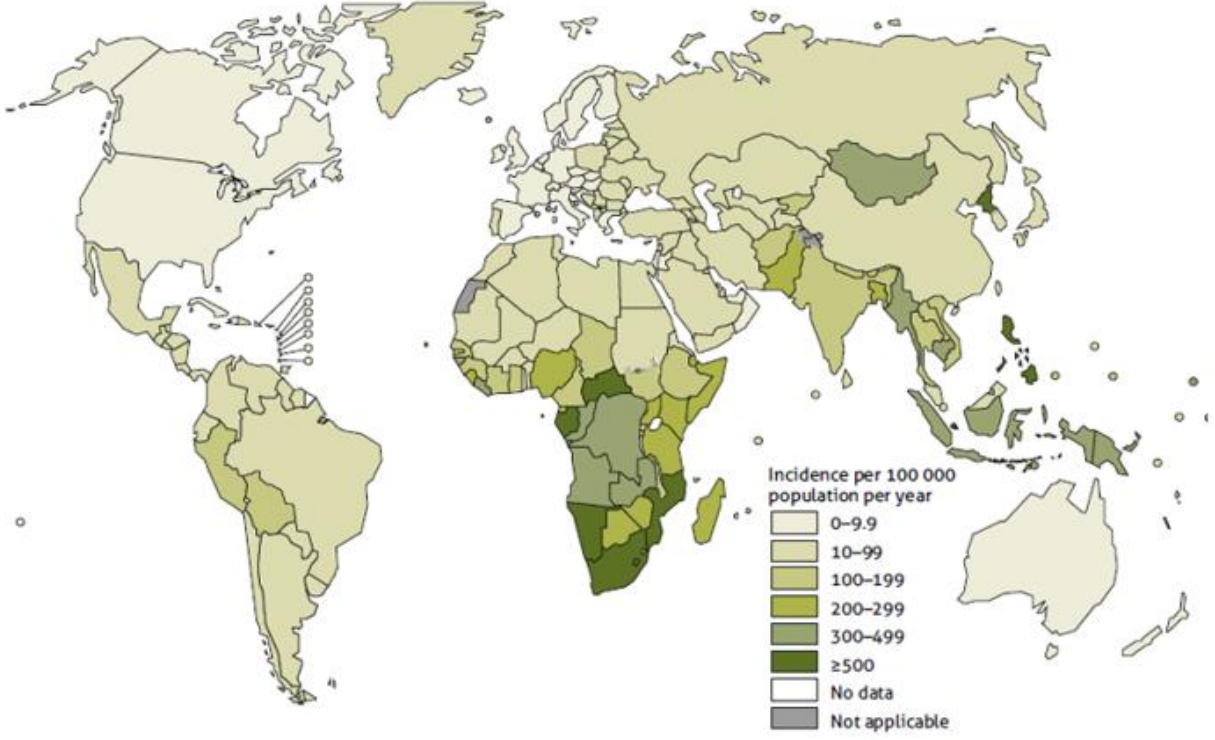 Incidence per 100 000
population per year
0–9.9
10–99
100–199
200–299
300–499
≥500
No data
Not applicable